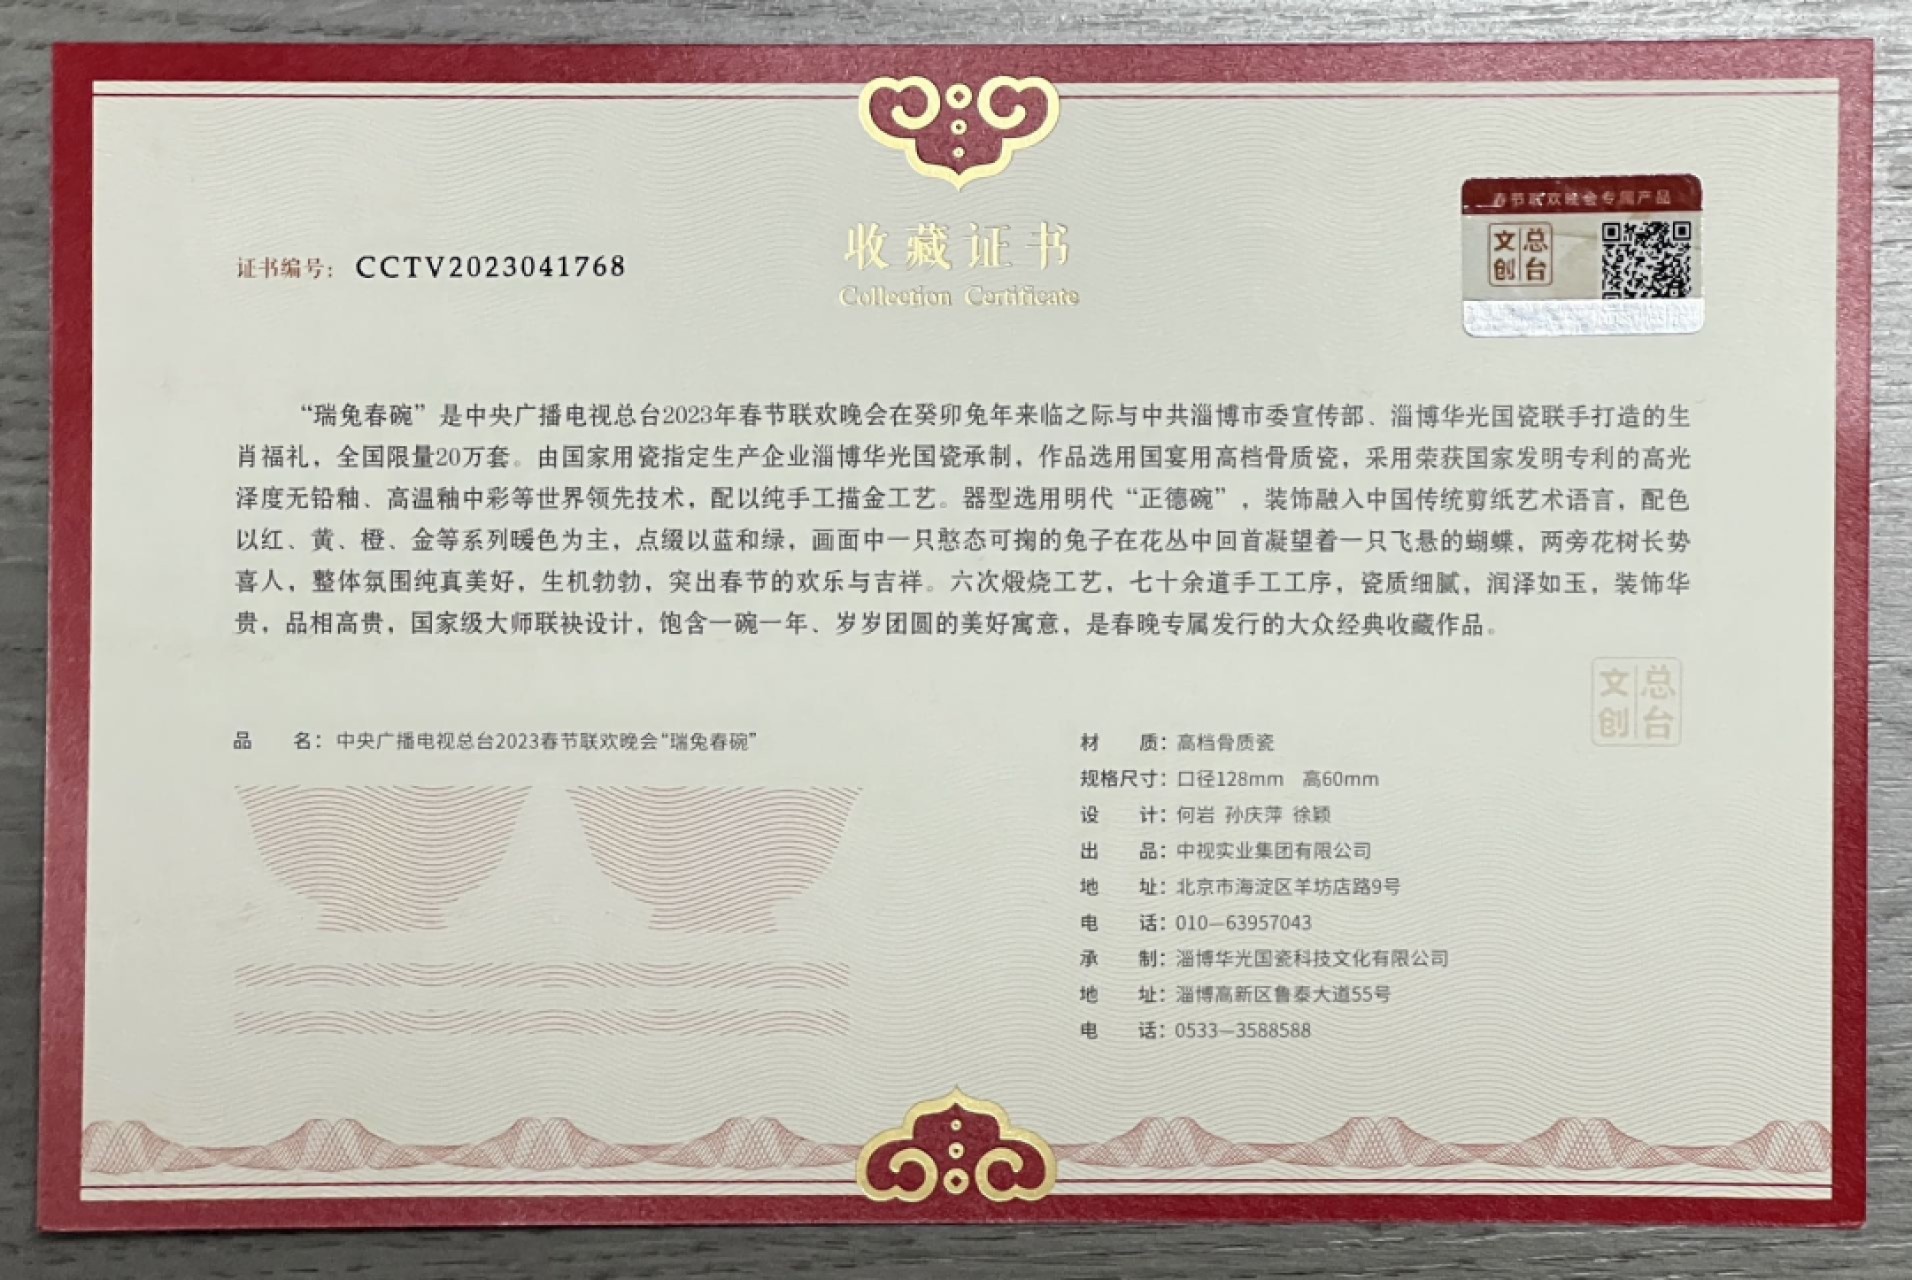 收藏证书
Collection Certificate
证书编号： CCTV2023041768
春节联欢晚会专属产品
文 总
创 台
“瑞兔春碗”是中央广播电视总台2023年春节联欢晚会在癸卯兔年来临之际与中共淄博市委宣传部、淄博华光国瓷联手打造的生
肖福礼，全国限量20万套。由国家用瓷指定生产企业淄博华光国瓷承制，作品选用国宴用高档骨质瓷，采用荣获国家发明专利的高光
泽度无铅釉、高温釉中彩等世界领先技术，配以纯手工描金工艺。器型选用明代“正德碗”，装饰融入中国传统剪纸艺术语言，配色
以红、黄、橙、金等系列暖色为主，点缀以蓝和绿，画面中一只憨态可掬的兔子在花丛中回首凝望着一只飞悬的蝴蝶，两旁花树长势
喜人，整体氛围纯真美好，生机勃勃，突出春节的欢乐与吉祥。六次煅烧工艺，七十余道手工工序，瓷质细腻，润泽如玉，装饰华
贵，品相高贵，国家级大师联袂设计，饱含一碗一年、岁岁团圆的美好寓意，是春晚专属发行的大众经典收藏作品。
文 总
创 台
品　　名：中央广播电视总台2023春节联欢晚会“瑞兔春碗”
材　　质：高档骨质瓷
规格尺寸：口径128mm　高60mm
设　　计：何岩 孙庆萍 徐颖
出　　品：中视实业集团有限公司
地　　址：北京市海淀区羊坊店路9号
电　　话：010—63957043
承　　制：淄博华光国瓷科技文化有限公司
地　　址：淄博高新区鲁泰大道55号
电　　话：0533—3588588